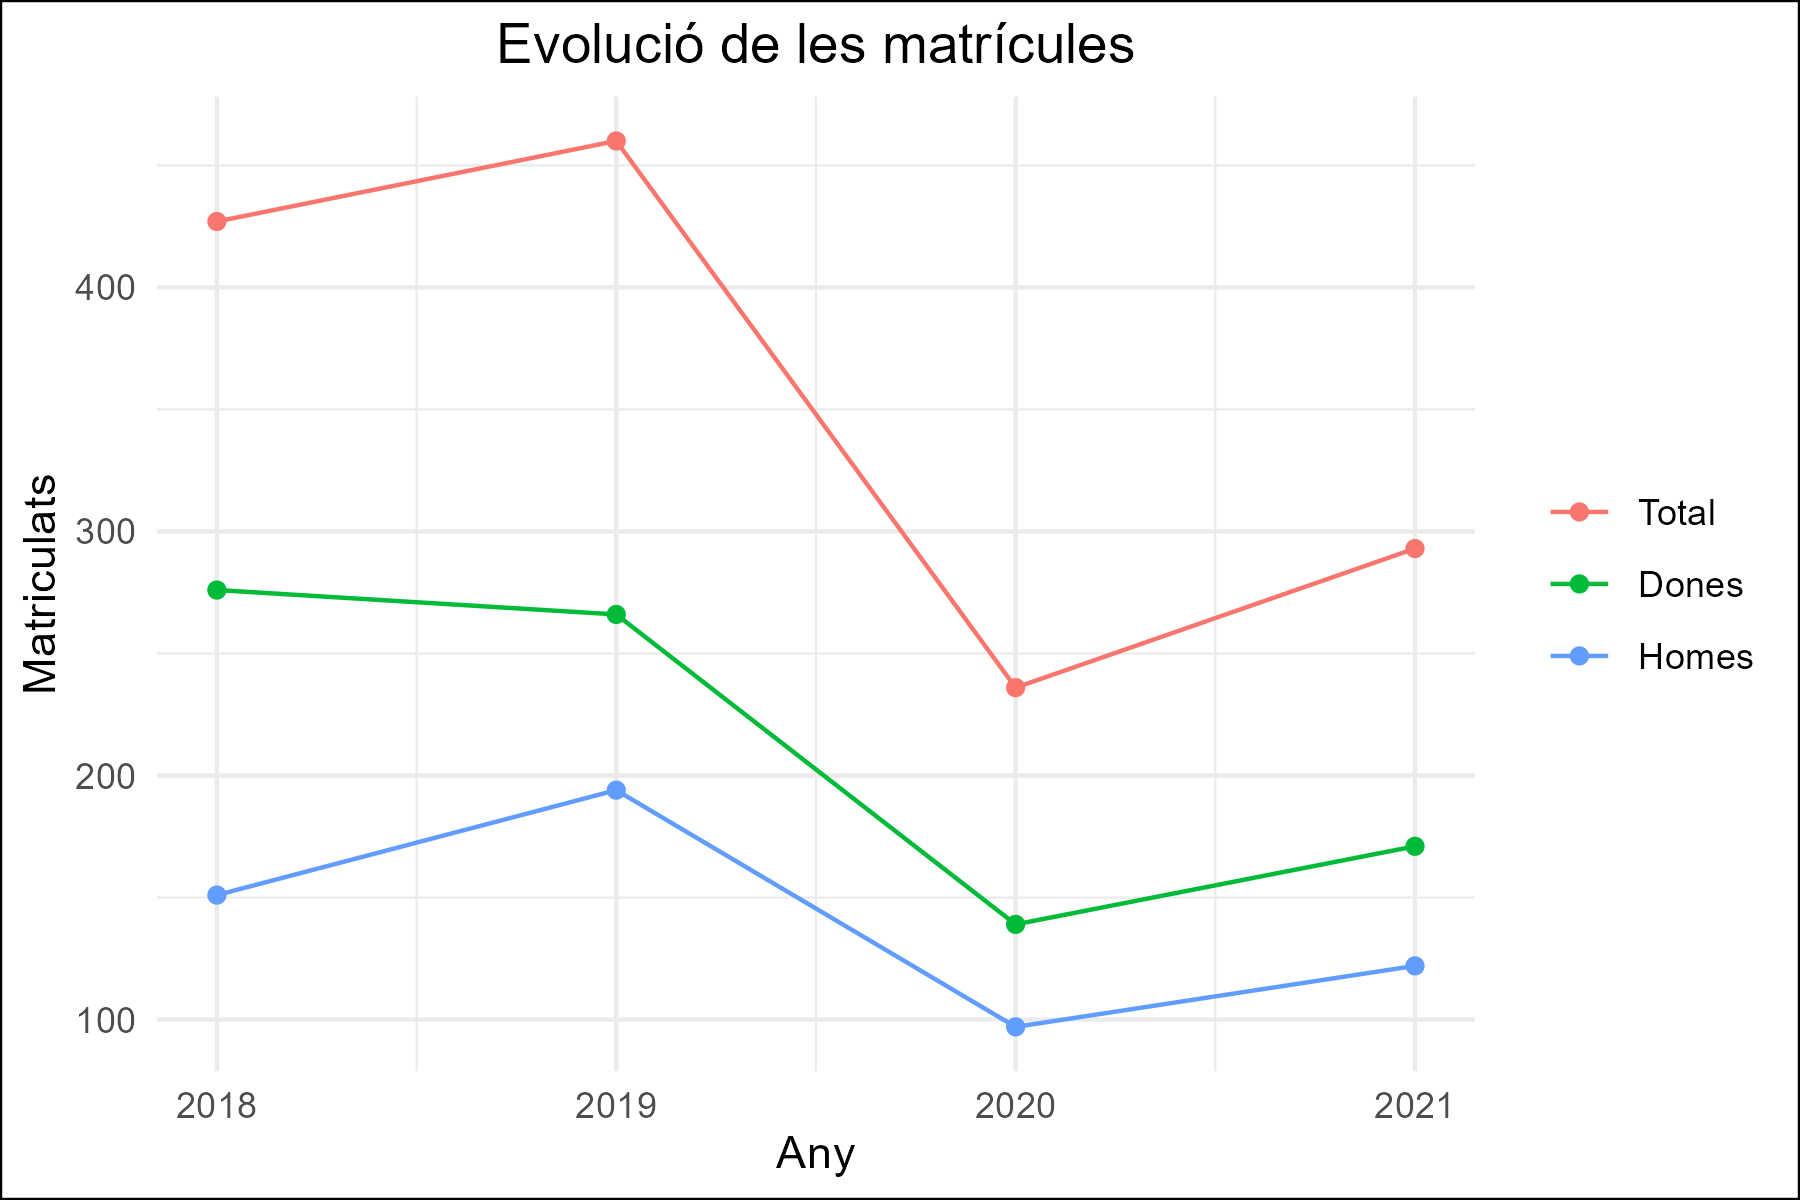 Evolució de les matrícules
Matriculats
400
300
200
100
2018
2019
2020
2021
Any
Total
Dones
Homes